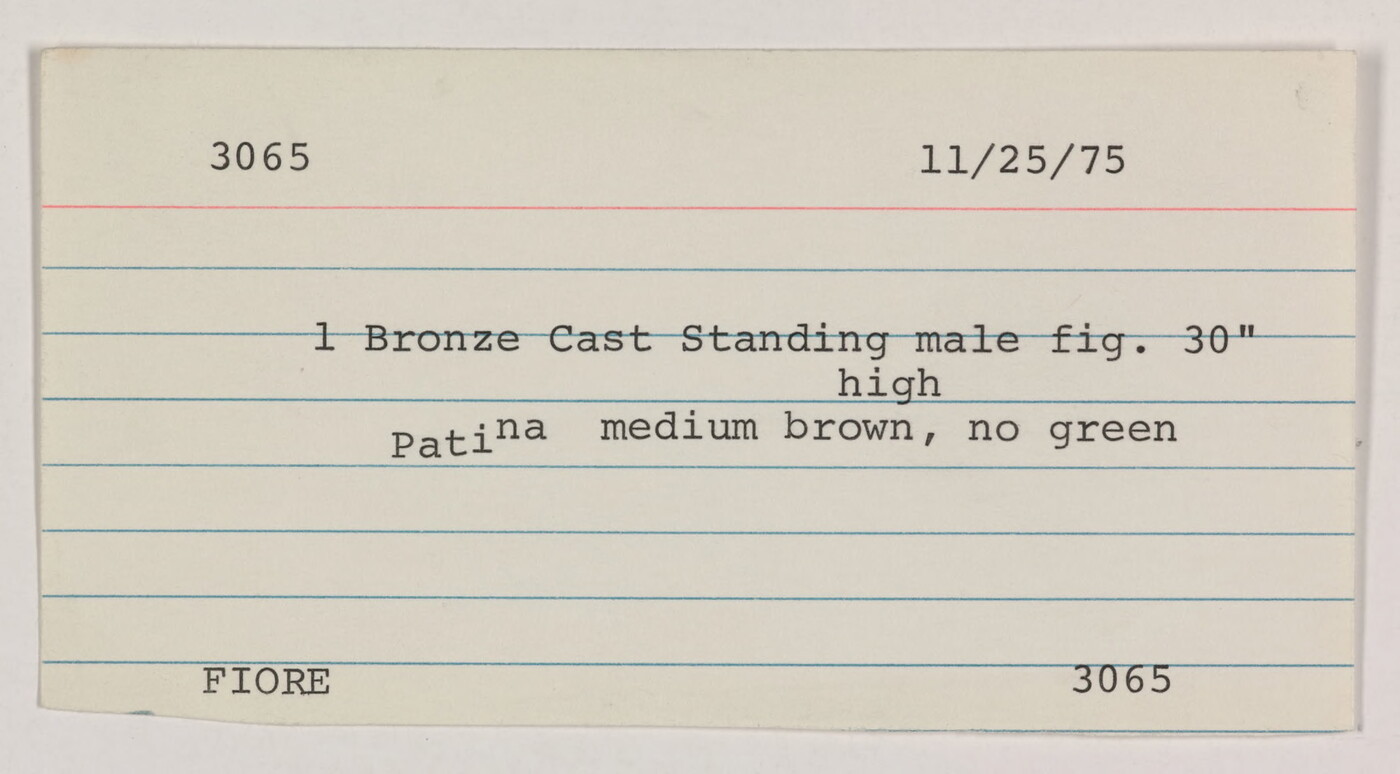 3065 11/25/75
1 Bronze Cast Standing male fig. 30"
high
Patina medium brown, no green
FIORE 3065